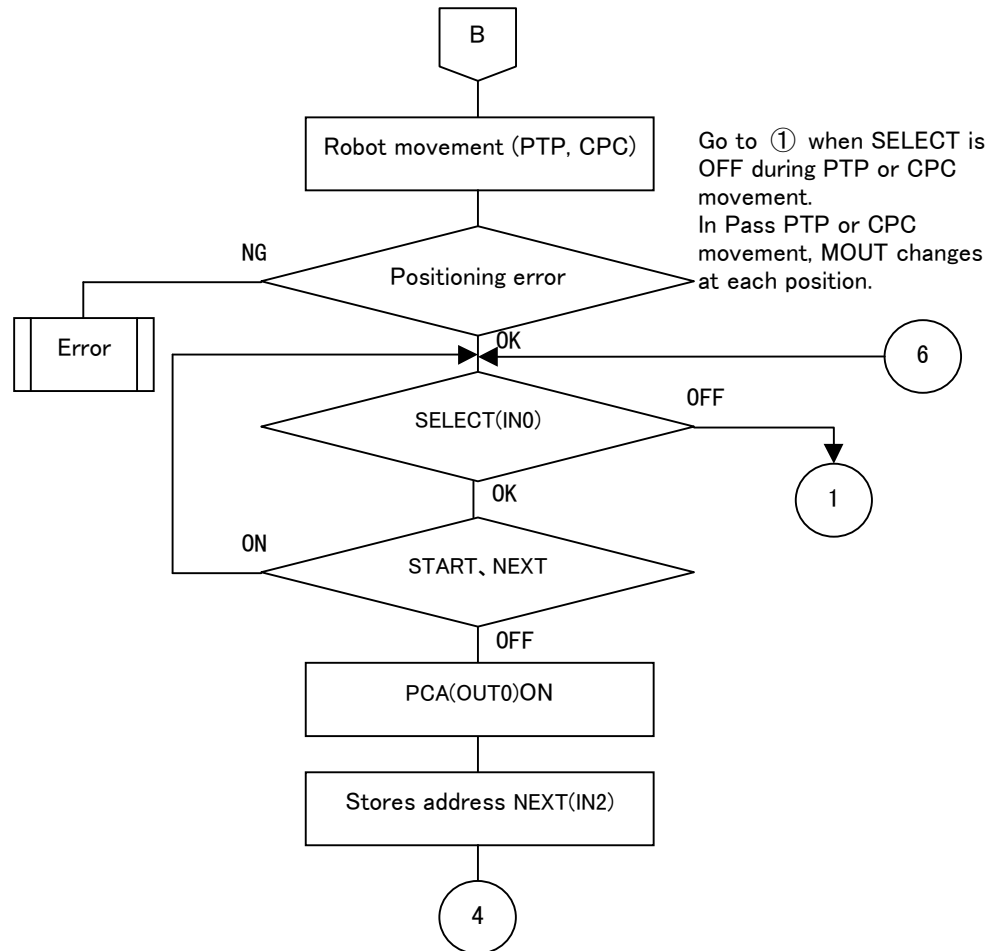 B
Robot movement (PTP, CPC)
Go to ① when SELECT is
OFF during PTP or CPC
movement.
In Pass PTP or CPC
movement, MOUT changes
at each position.
NG
Positioning error
Error
OK
6
SELECT(IN0)
OFF
1
OK
ON
START、NEXT
OFF
PCA(OUT0)ON
Stores address NEXT(IN2)
4